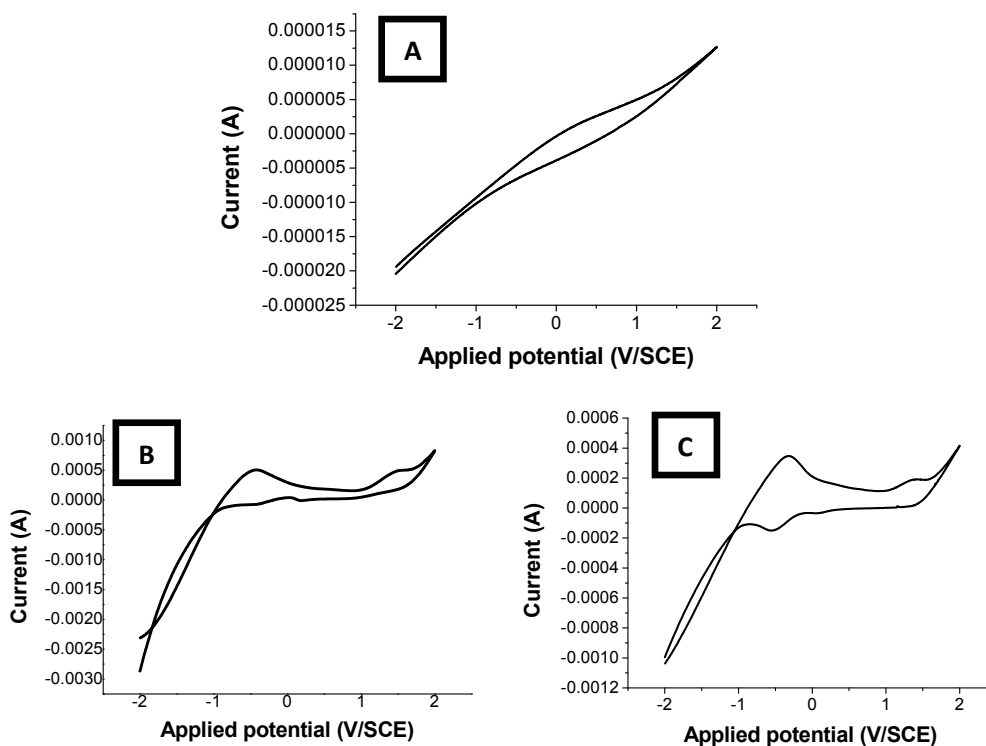 A
Current (A)
0.000015
0.000010
0.000005
0.000000
-0.000005
-0.000010
-0.000015
-0.000020
-0.000025
-2 -1 0 1 2
Applied potential (V/SCE)
B
Current (A)
0.0010
0.0005
0.0000
-0.0005
-0.0010
-0.0015
-0.0020
-0.0025
-0.0030
-2 -1 0 1 2
Applied potential (V/SCE)
C
Current (A)
0.0006
0.0004
0.0002
0.0000
-0.0002
-0.0004
-0.0006
-0.0008
-0.0010
-0.0012
-2 -1 0 1 2
Applied potential (V/SCE)